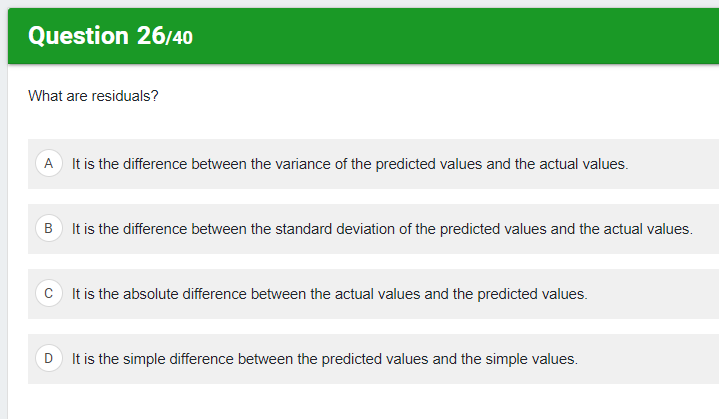 Question 26/40
What are residuals?
A It is the difference between the variance of the predicted values and the actual values.
B It is the difference between the standard deviation of the predicted values and the actual values.
C It is the absolute difference between the actual values and the predicted values.
D It is the simple difference between the predicted values and the simple values.